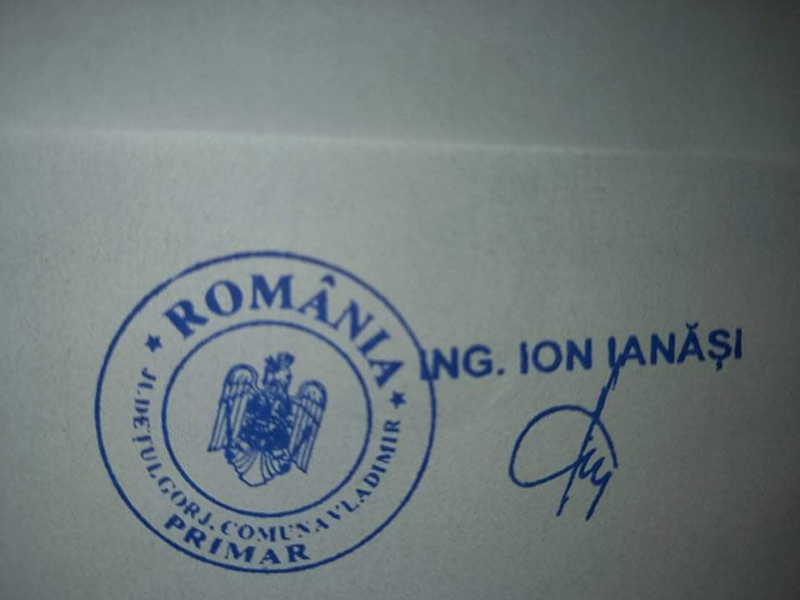 ROMÂNIA
JUDEȚUL GORJ. COMUNA VLADIMIR
PRIMAR
ING. ION IANĂȘI